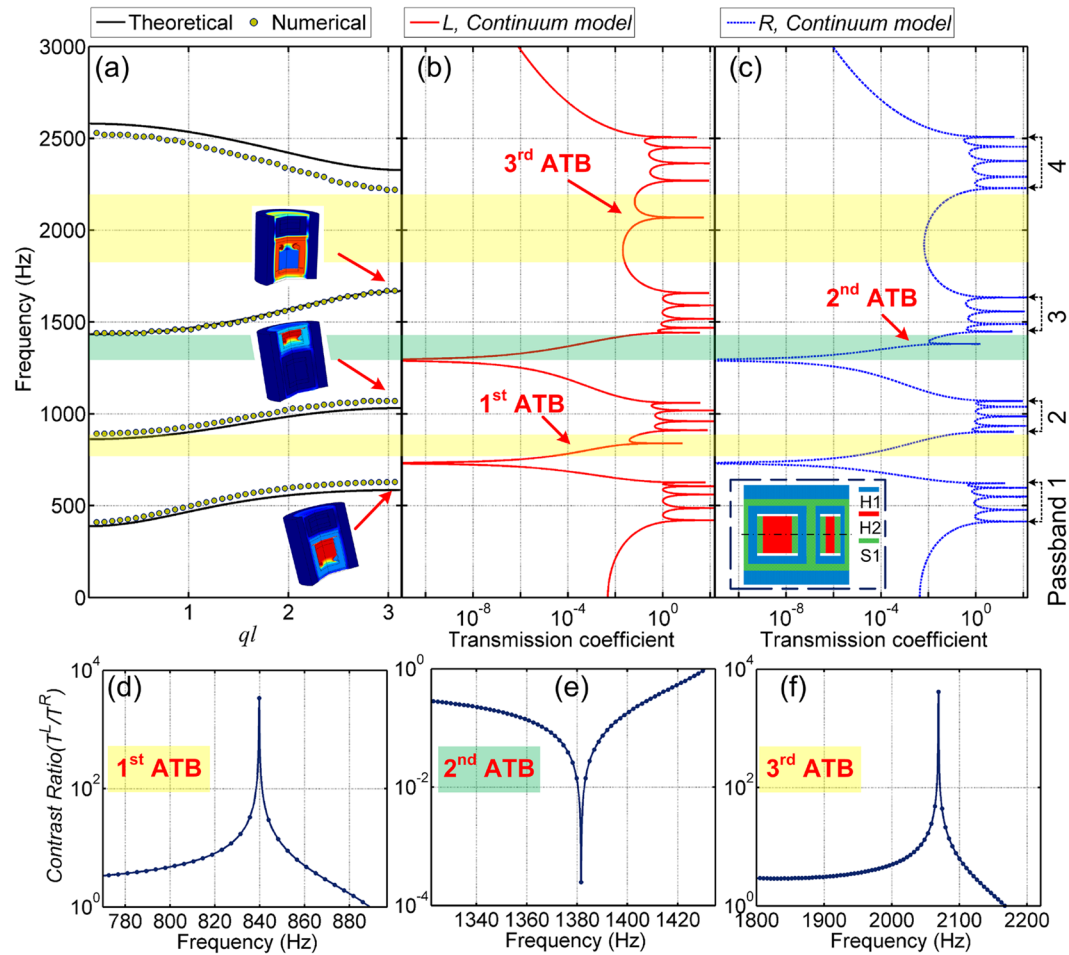 Theoretical Numerical
L, Continuum model
R, Continuum model
(a)
(b)
(c)
Frequency (Hz)
3000
2500
2000
1500
1000
500
0
1 2 3
ql
3rd ATB
1st ATB
10⁻⁸ 10⁻⁴ 10⁰
Transmission coefficient
2nd ATB
H1
H2
S1
10⁻⁸ 10⁻⁴ 10⁰
Transmission coefficient
4
3
2
Passband 1
Contrast Ratio(Tᴸ/Tᴿ)
(d)
10⁴
10²
10⁰
1st ATB
780 800 820 840 860 880
Frequency (Hz)
(e)
10⁰
10⁻²
10⁻⁴
2nd ATB
1340 1360 1380 1400 1420
Frequency (Hz)
(f)
10⁴
10²
10⁰
3rd ATB
1800 1900 2000 2100 2200
Frequency (Hz)